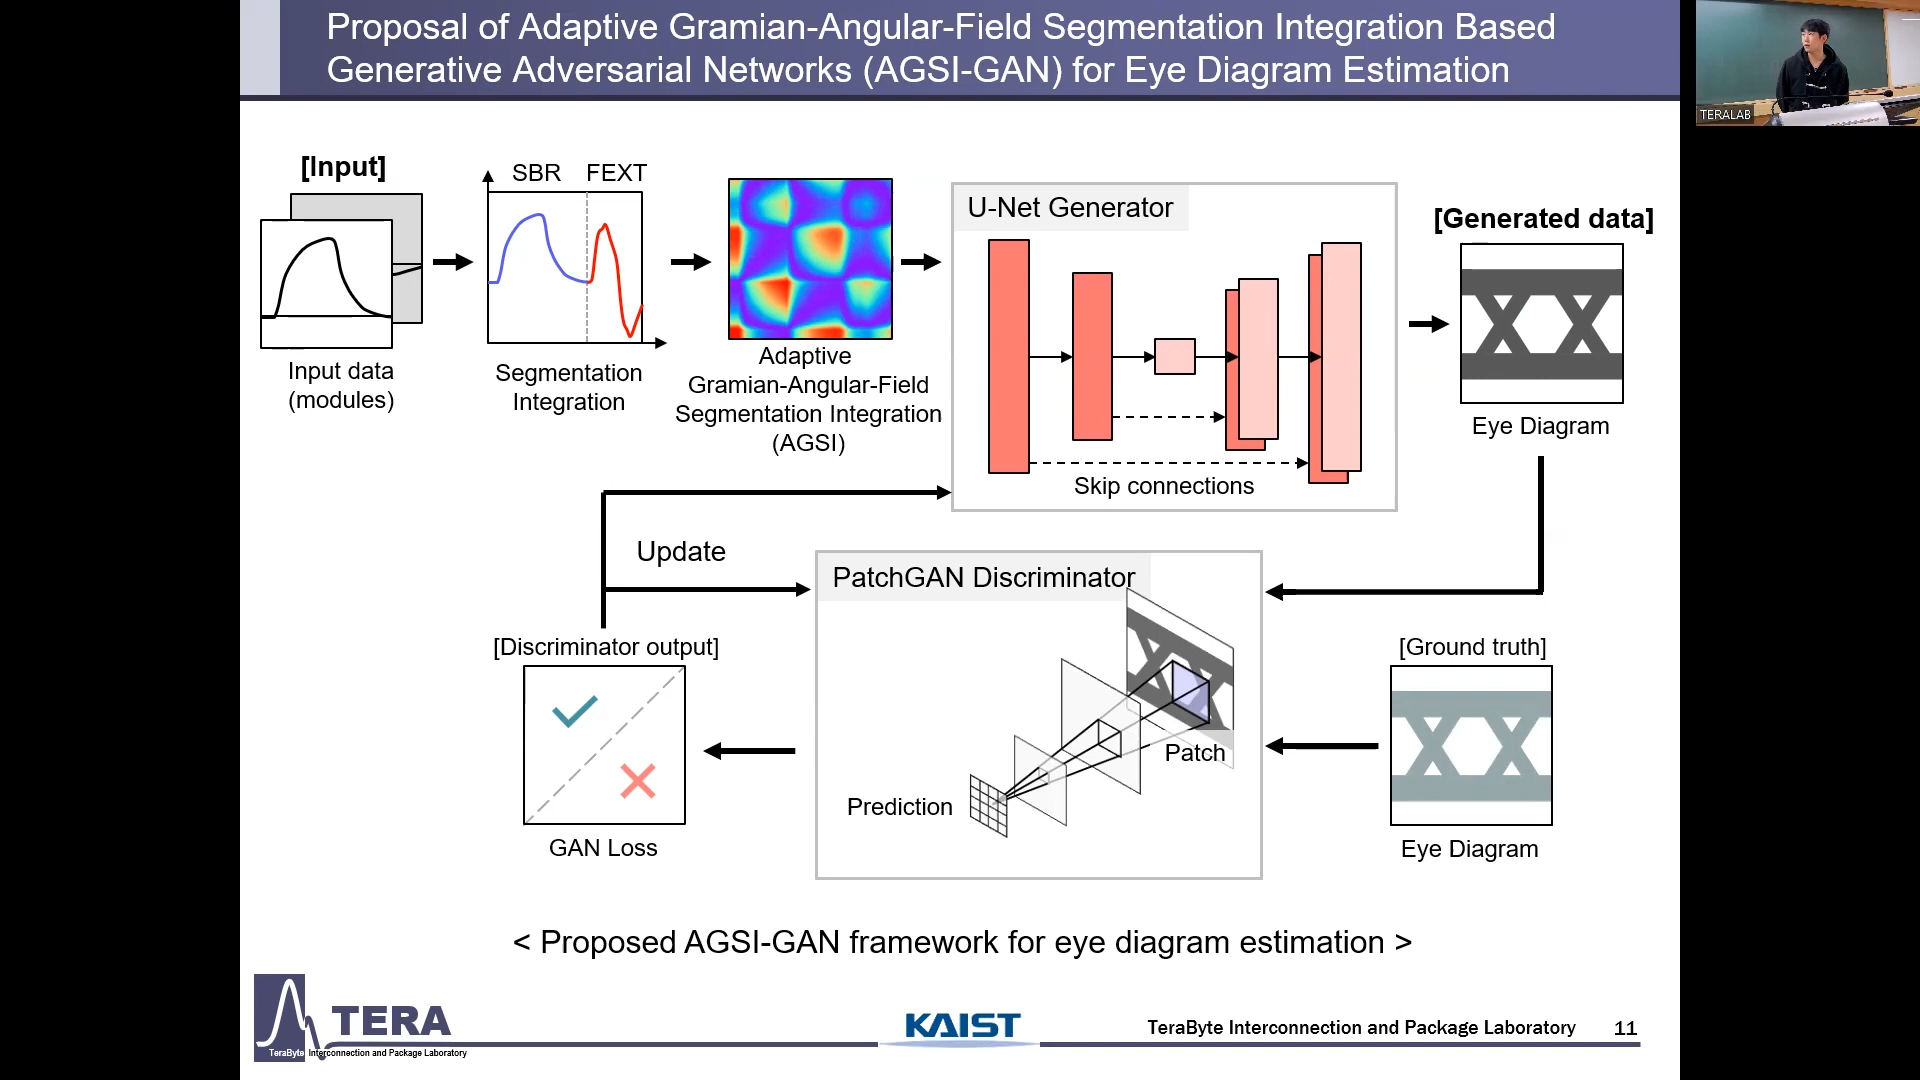 Proposal of Adaptive Gramian-Angular-Field Segmentation Integration Based
Generative Adversarial Networks (AGSI-GAN) for Eye Diagram Estimation
TERALAB
[Input]
Input data
(modules)
SBR FEXT
Segmentation
Integration
Adaptive
Gramian-Angular-Field
Segmentation Integration
(AGSI)
U-Net Generator
Skip connections
[Generated data]
Eye Diagram
Update
PatchGAN Discriminator
Patch
Prediction
[Discriminator output]
GAN Loss
[Ground truth]
Eye Diagram
< Proposed AGSI-GAN framework for eye diagram estimation >
TERA
TeraByte Interconnection and Package Laboratory
KAIST
TeraByte Interconnection and Package Laboratory 11